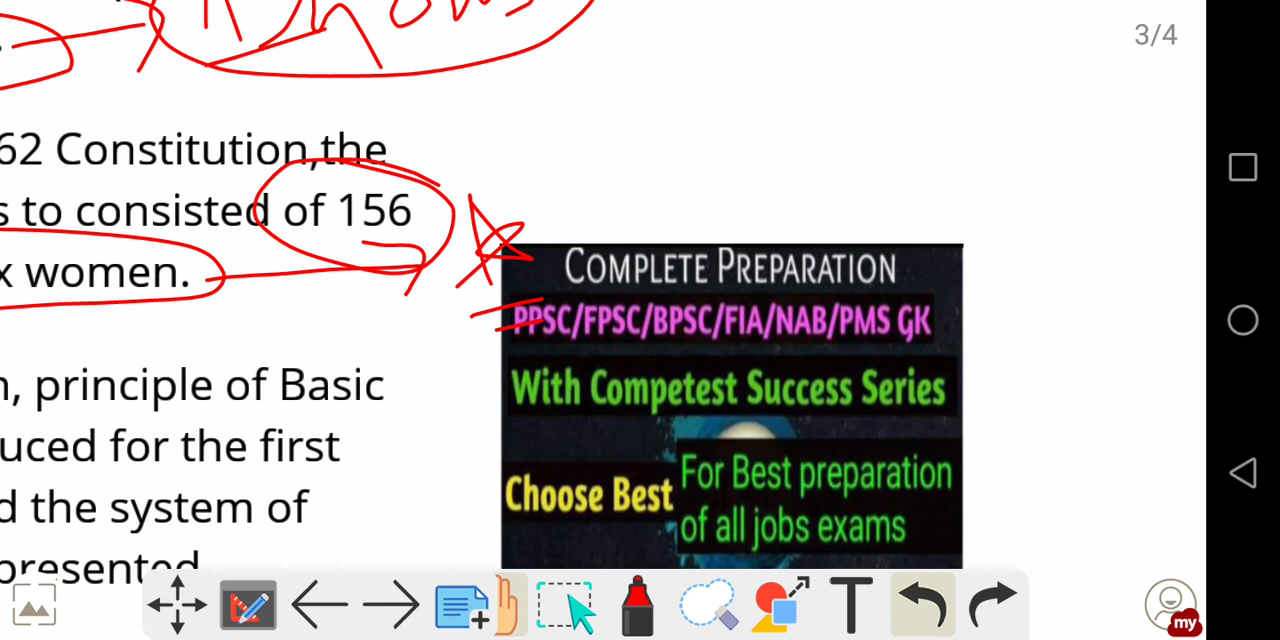 3/4
62 Constitution,the
s to consisted of 156
x women.
COMPLETE PREPARATION
PPSC/FPSC/BPSC/FIA/NAB/PMS GK
With Competest Success Series
Choose Best
For Best preparation
of all jobs exams
n, principle of Basic
uced for the first
d the system of
presented
T
my